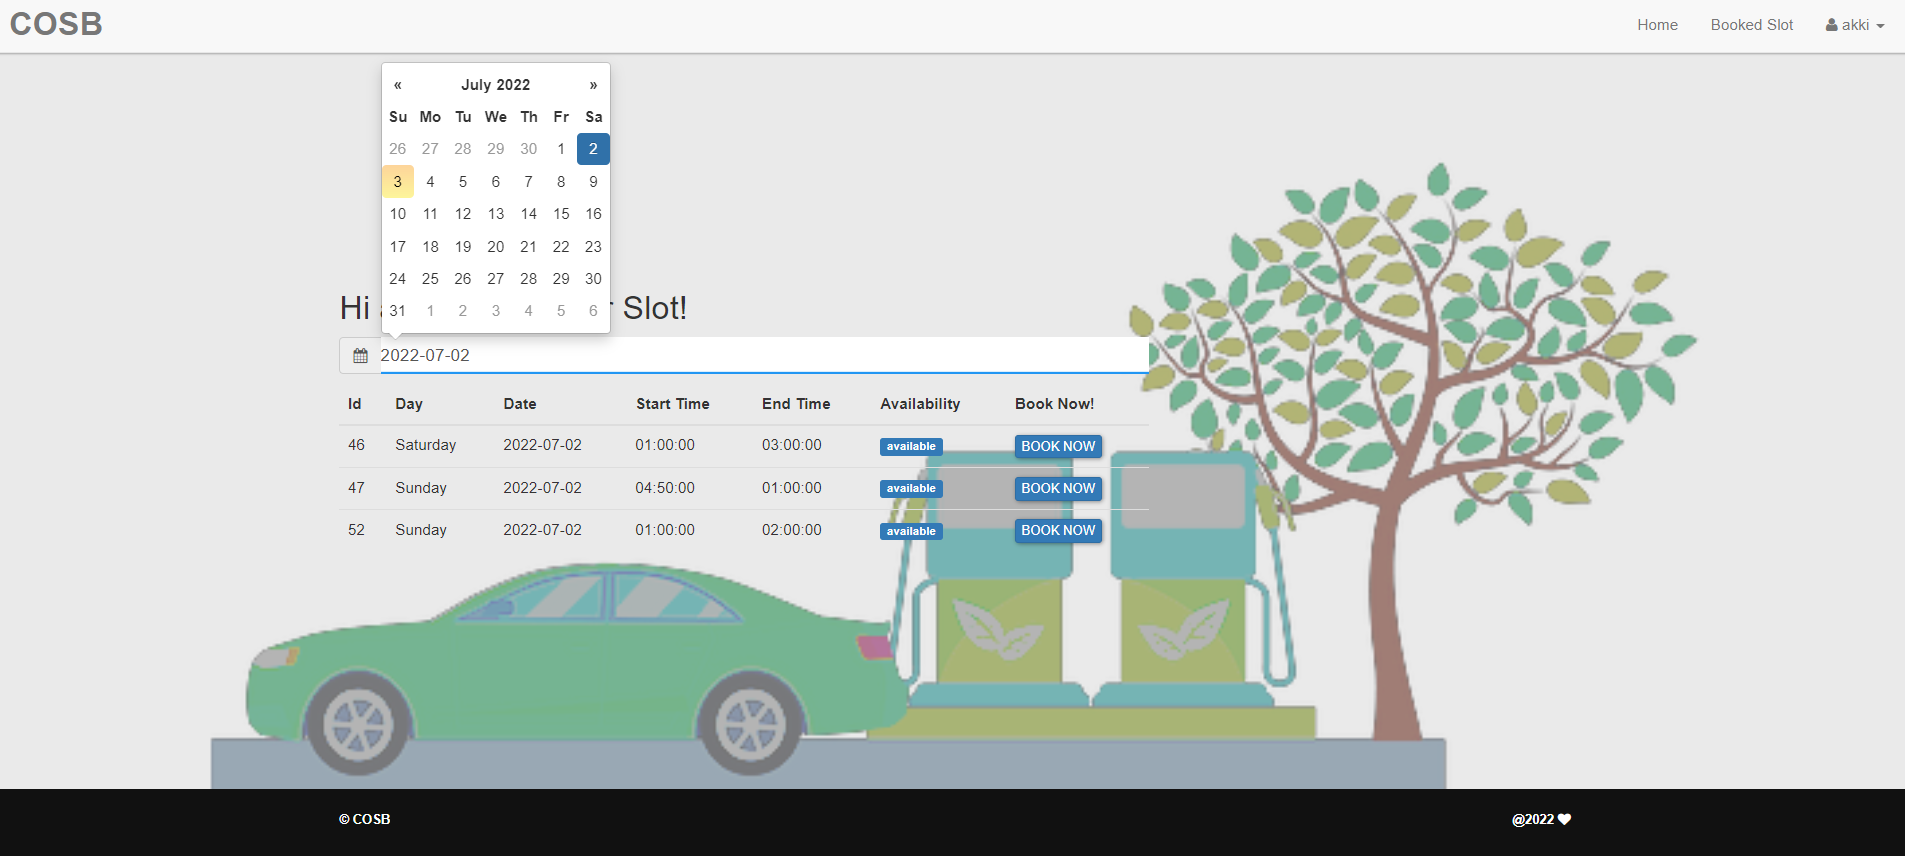 COSB
Home Booked Slot akki
« July 2022 »
Su Mo Tu We Th Fr Sa
26 27 28 29 30 1 2
3 4 5 6 7 8 9
10 11 12 13 14 15 16
17 18 19 20 21 22 23
24 25 26 27 28 29 30
31 1 2 3 4 5 6
Hi Slot!
2022-07-02
Id Day Date Start Time End Time Availability Book Now!
46 Saturday 2022-07-02 01:00:00 03:00:00 available BOOK NOW
47 Sunday 2022-07-02 04:50:00 01:00:00 available BOOK NOW
52 Sunday 2022-07-02 01:00:00 02:00:00 available BOOK NOW
© COSB
@2022